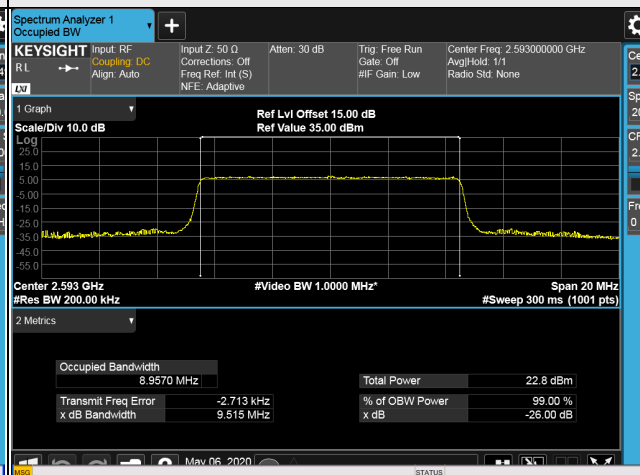 Spectrum Analyzer 1
Occupied BW
+
KEYSIGHT
R L
LXI
Input: RF
Coupling: DC
Align: Auto
Input Z: 50 Ω
Corrections: Off
Freq Ref: Int (S)
NFE: Adaptive
Atten: 30 dB
Trig: Free Run
Gate: Off
#IF Gain: Low
Center Freq: 2.593000000 GHz
Avg|Hold: 1/1
Radio Std: None
1 Graph
Scale/Div 10.0 dB
Ref Lvl Offset 15.00 dB
Ref Value 35.00 dBm
Log
25.0
15.0
5.00
-5.00
-15.0
-25.0
-35.0
-45.0
-55.0
Center 2.593 GHz
#Res BW 200.00 kHz
#Video BW 1.0000 MHz*
Span 20 MHz
#Sweep 300 ms (1001 pts)
2 Metrics
Occupied Bandwidth
8.9570 MHz
Transmit Freq Error -2.713 kHz
x dB Bandwidth 9.515 MHz
Total Power 22.8 dBm
% of OBW Power 99.00 %
x dB -26.00 dB
May 06, 2020
MSG
STATUS